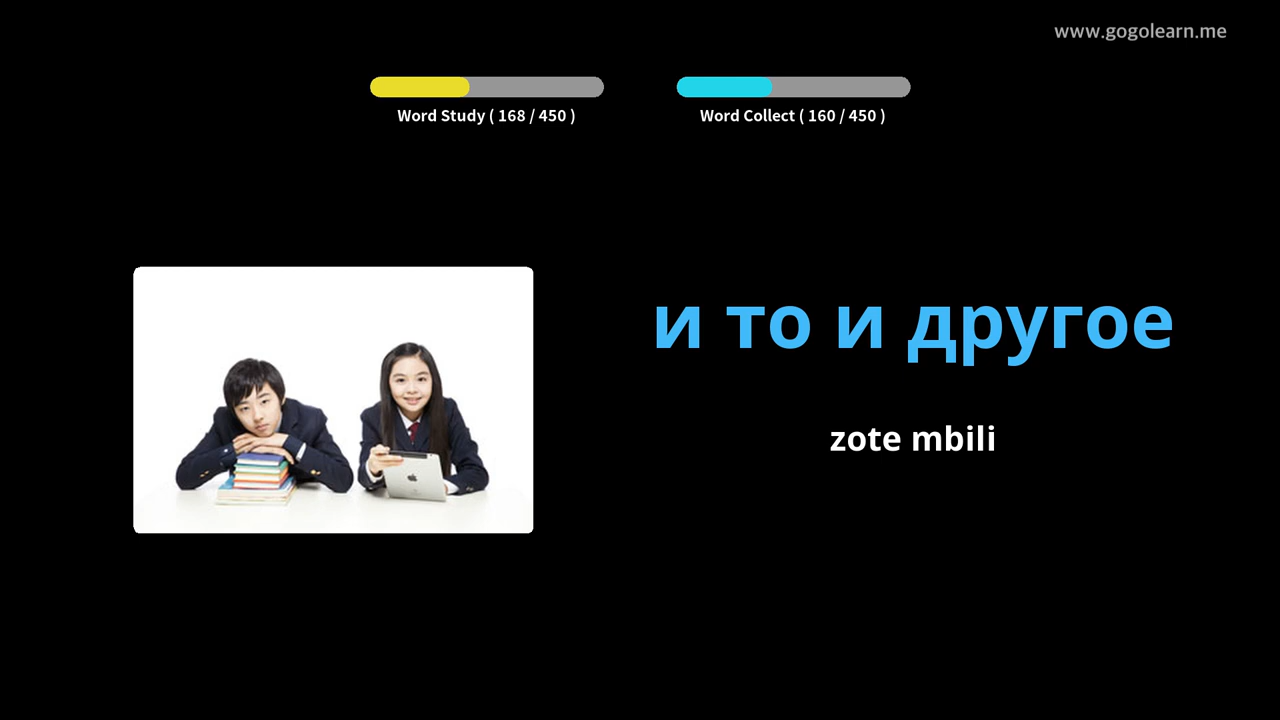 www.gogolearn.me
Word Study ( 168 / 450 )
Word Collect ( 160 / 450 )
и то и другое
zote mbili